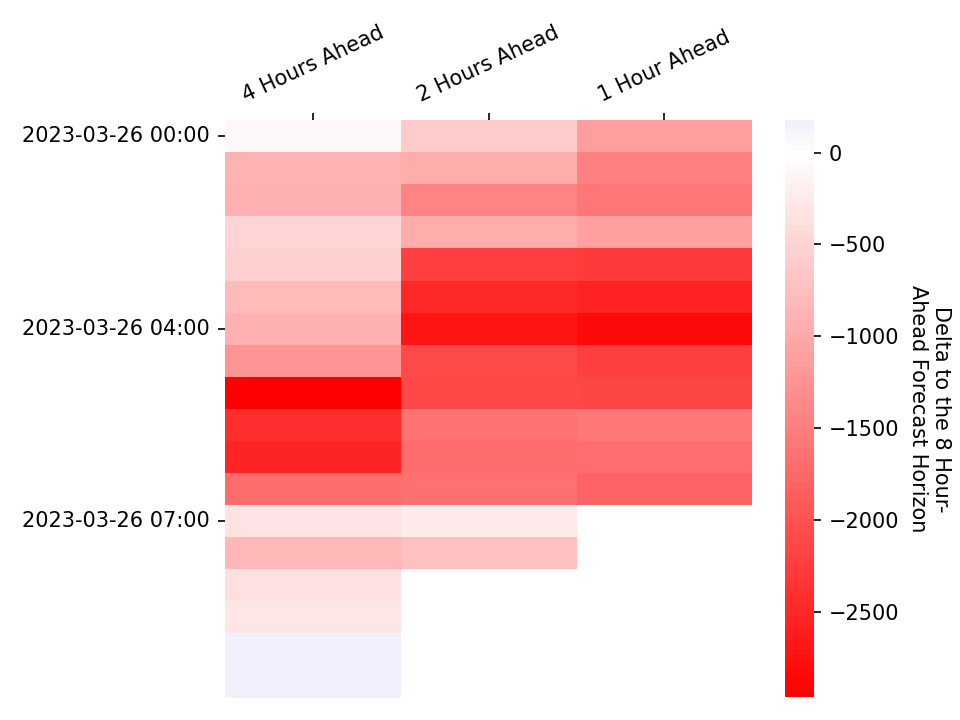 4 Hours Ahead
2 Hours Ahead
1 Hour Ahead
2023-03-26 00:00
2023-03-26 04:00
2023-03-26 07:00
0
−500
−1000
−1500
−2000
−2500
Delta to the 8 Hour-
Ahead Forecast Horizon